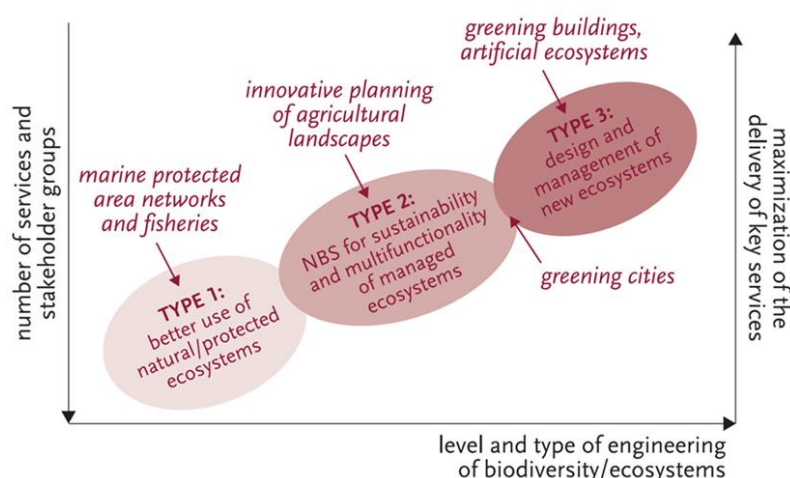 greening buildings,
artificial ecosystems
innovative planning
of agricultural
landscapes
marine protected
area networks
and fisheries
TYPE 3:
design and
management of
new ecosystems
TYPE 2:
NBS for sustainability
and multifunctionality
of managed
ecosystems
TYPE 1:
better use of
natural/protected
ecosystems
greening cities
number of services and
stakeholder groups
maximization of the
delivery of key services
level and type of engineering
of biodiversity/ecosystems